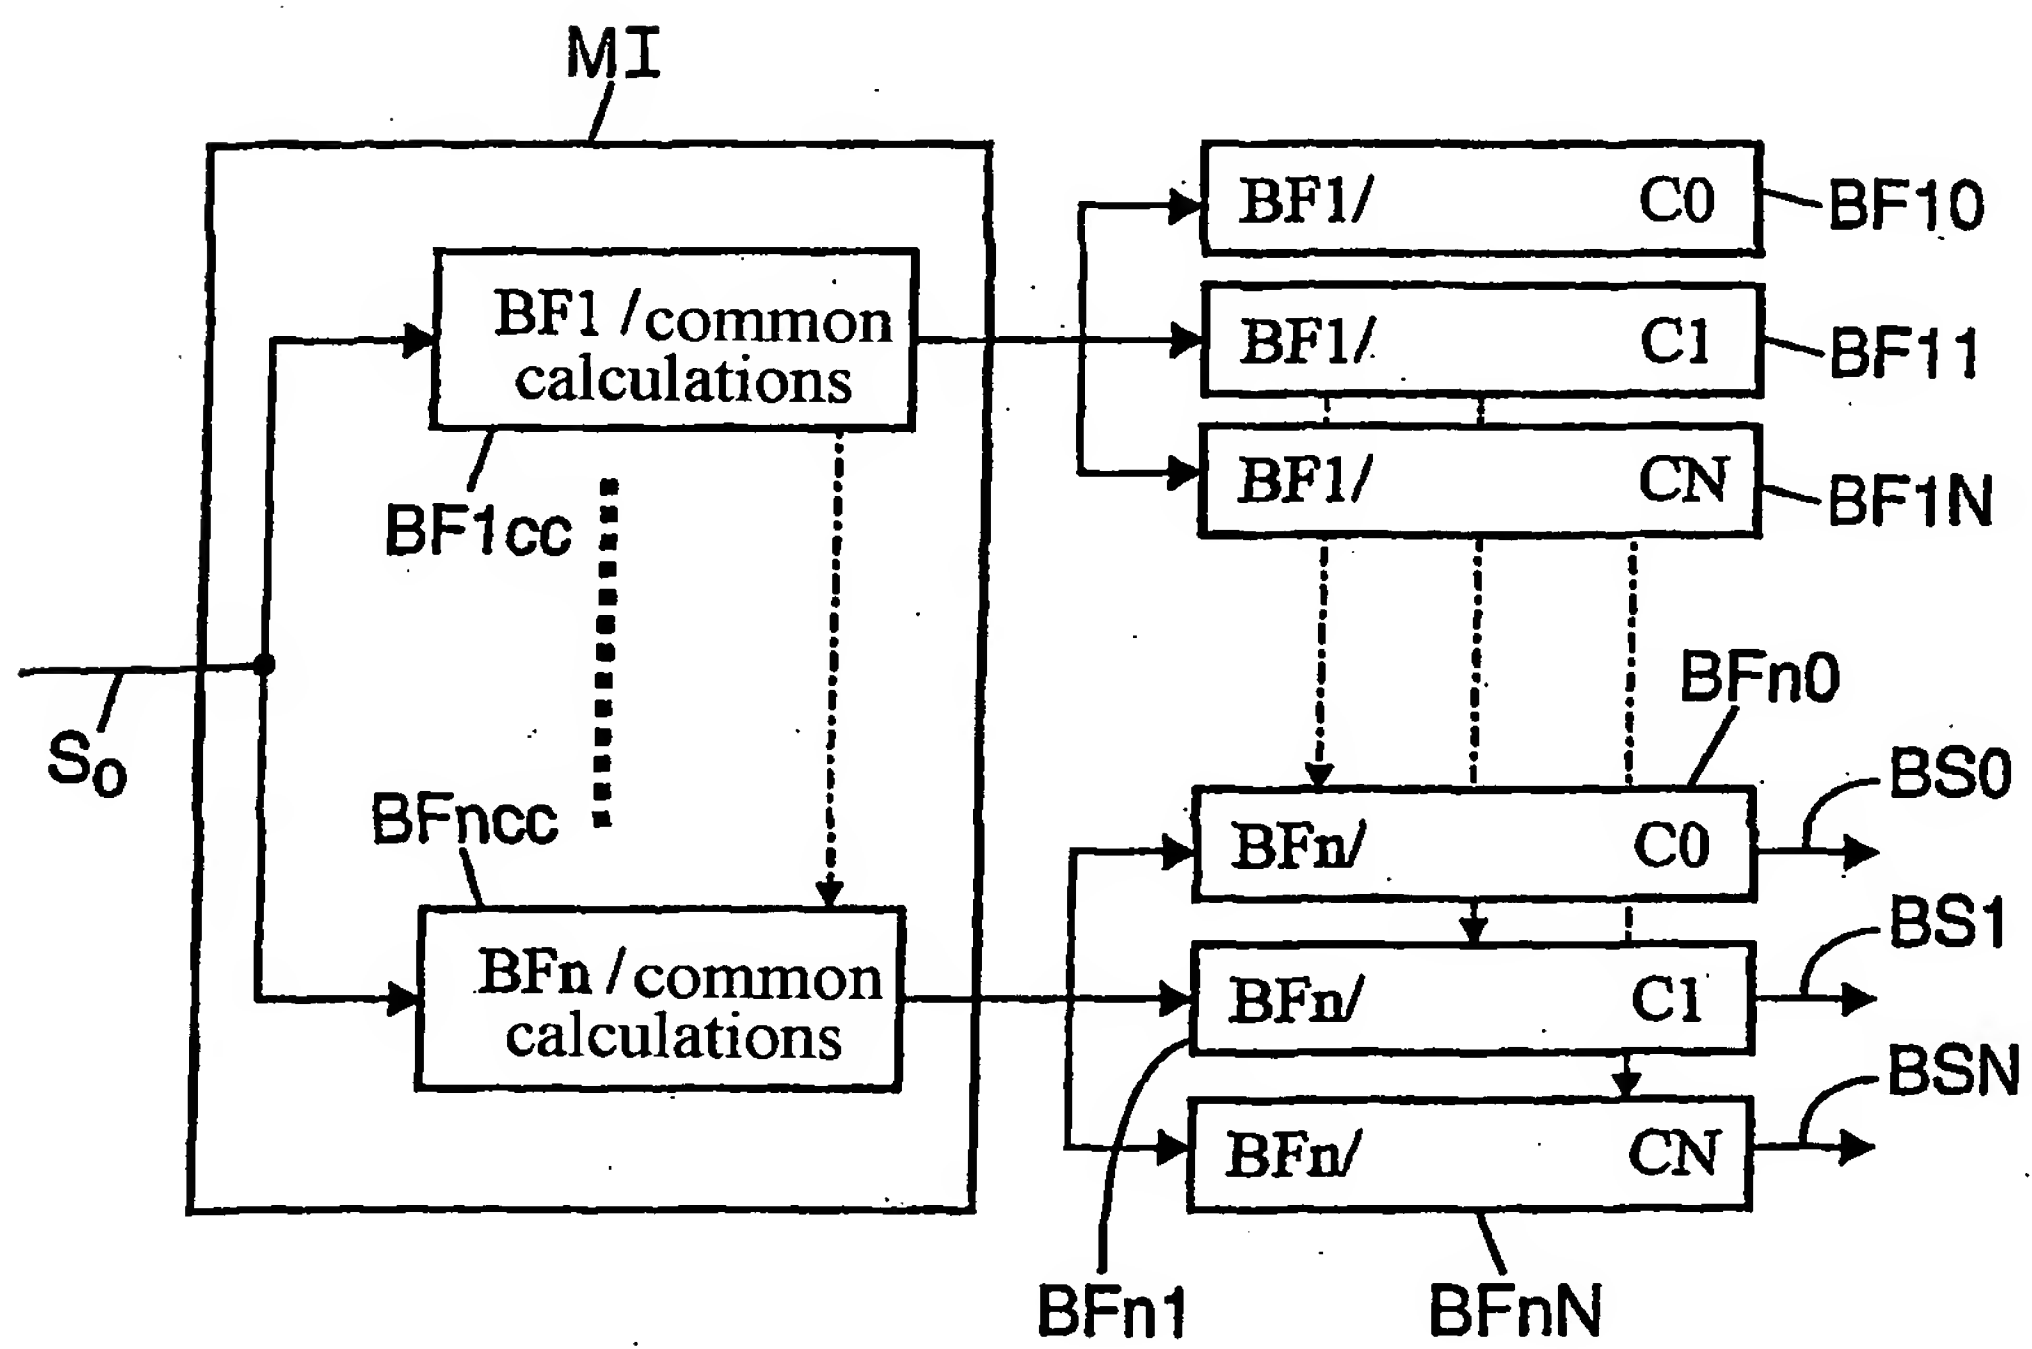 MI
BF1/ C0
BF10
BF1 /common
calculations
BF1/ C1
BF11
BF1/ CN
BF1N
BF1cc
BFn0
S0
BS0
BFncc
BFn/ C0
BS1
BFn /common
calculations
BFn/ C1
BSN
BFn/ CN
BFn1
BFnN